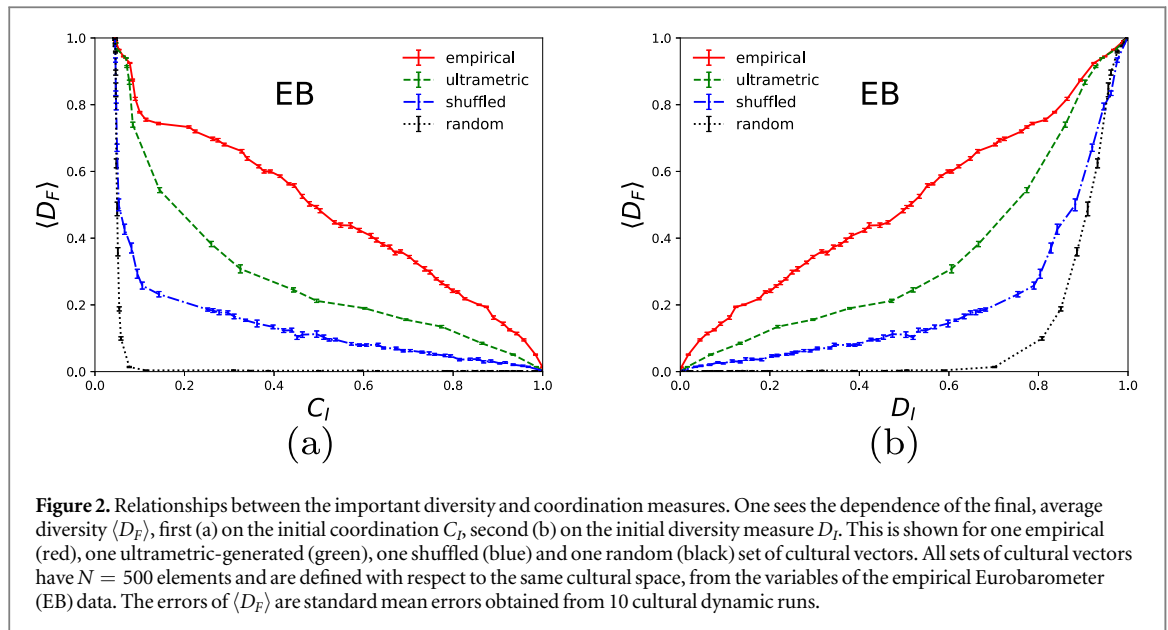 1.0
0.8
0.6
0.4
0.2
0.0
⟨D_F⟩
EB
empirical
ultrametric
shuffled
random
0.0 0.2 0.4 0.6 0.8 1.0
C_I
(a)
1.0
0.8
0.6
0.4
0.2
0.0
⟨D_F⟩
empirical
ultrametric
shuffled
random
EB
0.0 0.2 0.4 0.6 0.8 1.0
D_I
(b)
Figure 2. Relationships between the important diversity and coordination measures. One sees the dependence of the final, average
diversity ⟨D_F⟩, first (a) on the initial coordination C_I, second (b) on the initial diversity measure D_I. This is shown for one empirical
(red), one ultrametric-generated (green), one shuffled (blue) and one random (black) set of cultural vectors. All sets of cultural vectors
have N = 500 elements and are defined with respect to the same cultural space, from the variables of the empirical Eurobarometer
(EB) data. The errors of ⟨D_F⟩ are standard mean errors obtained from 10 cultural dynamic runs.